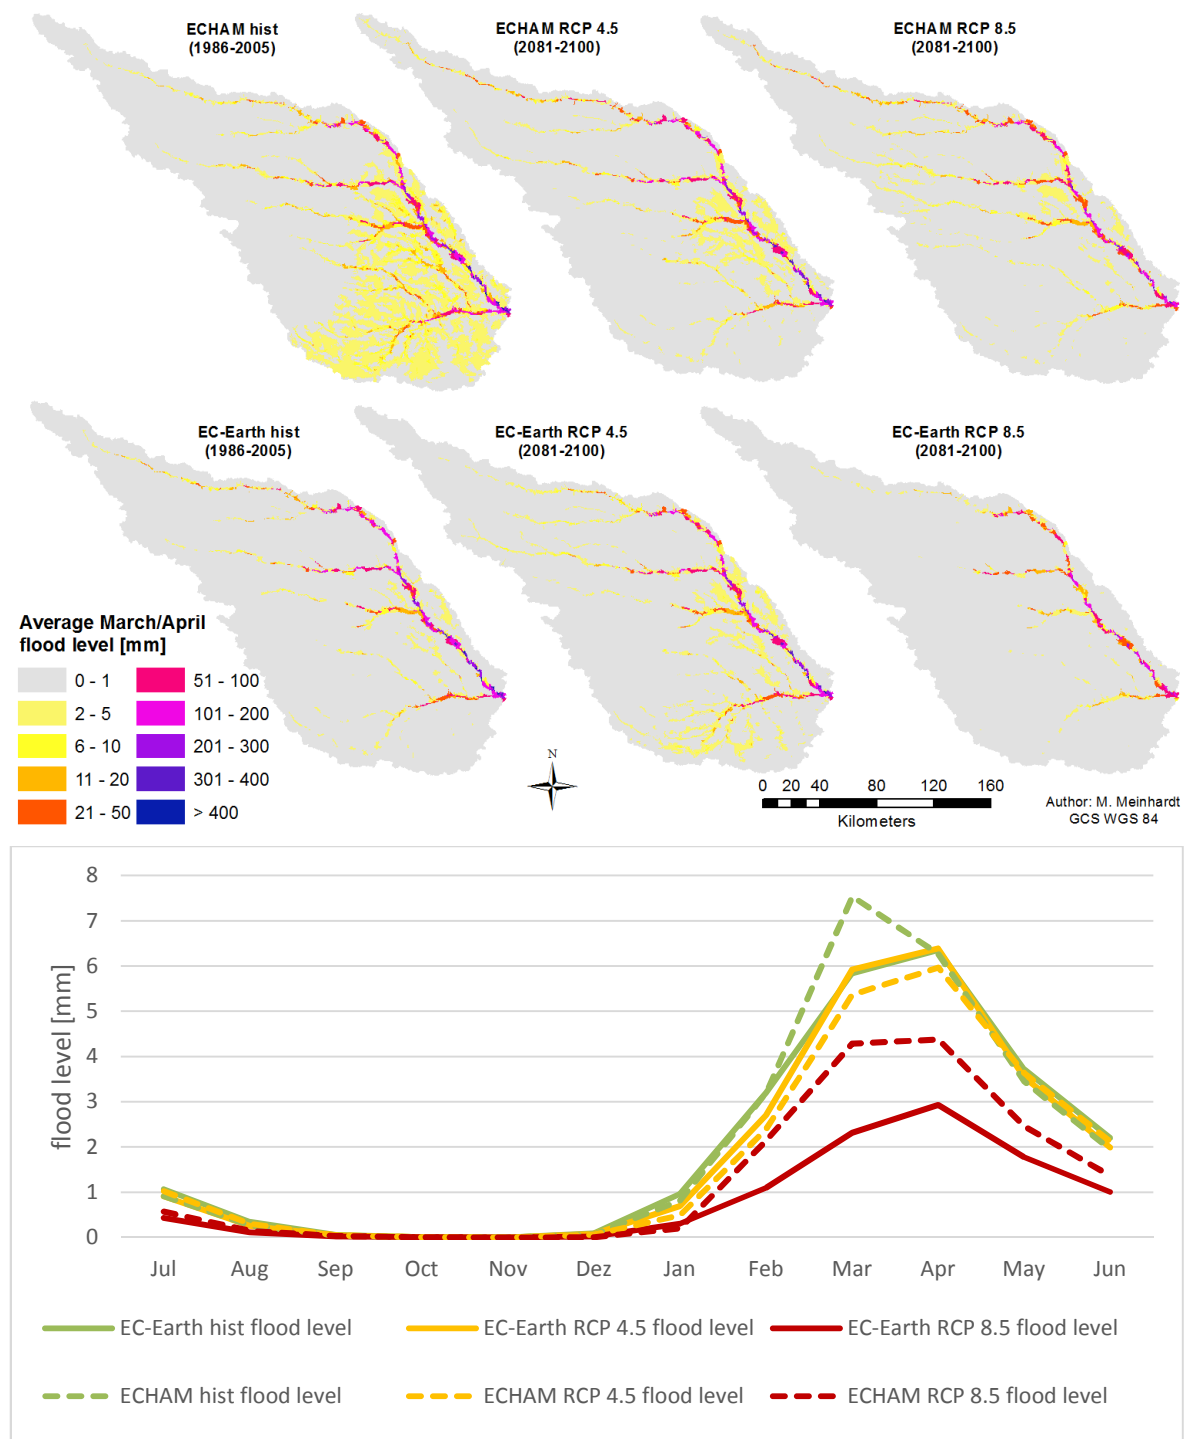 ECHAM hist
(1986-2005)
ECHAM RCP 4.5
(2081-2100)
ECHAM RCP 8.5
(2081-2100)
EC-Earth hist
(1986-2005)
EC-Earth RCP 4.5
(2081-2100)
EC-Earth RCP 8.5
(2081-2100)
Average March/April
flood level [mm]
0 - 1
2 - 5
6 - 10
11 - 20
21 - 50
51 - 100
101 - 200
201 - 300
301 - 400
> 400
N
0 20 40 80 120 160
Kilometers
Author: M. Meinhardt
GCS WGS 84
flood level [mm]
8
7
6
5
4
3
2
1
0
Jul Aug Sep Oct Nov Dez Jan Feb Mar Apr May Jun
EC-Earth hist flood level
EC-Earth RCP 4.5 flood level
EC-Earth RCP 8.5 flood level
ECHAM hist flood level
ECHAM RCP 4.5 flood level
ECHAM RCP 8.5 flood level